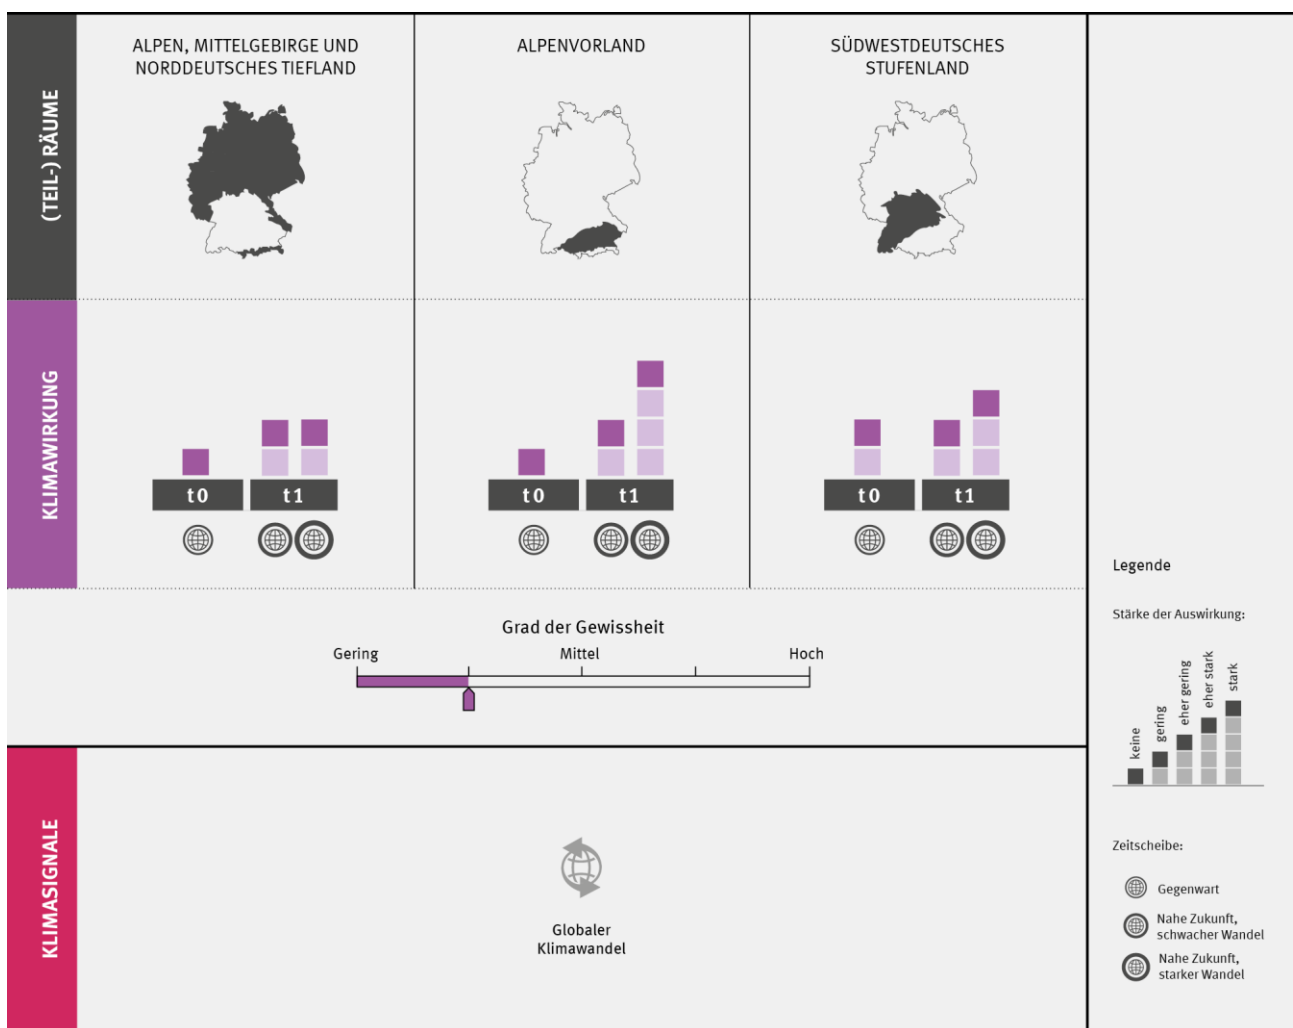 (TEIL-) RÄUME
ALPEN, MITTELGEBIRGE UND
NORDDEUTSCHES TIEFLAND
ALPENVORLAND
SÜDWESTDEUTSCHES
STUFENLAND
KLIMAWIRKUNG
t0
t1
t0
t1
t0
t1
Grad der Gewissheit
Gering
Mittel
Hoch
KLIMASIGNALE
Globaler
Klimawandel
Legende
Stärke der Auswirkung:
keine
gering
eher gering
eher stark
stark
Zeitscheibe:
Gegenwart
Nahe Zukunft,
schwacher Wandel
Nahe Zukunft,
starker Wandel